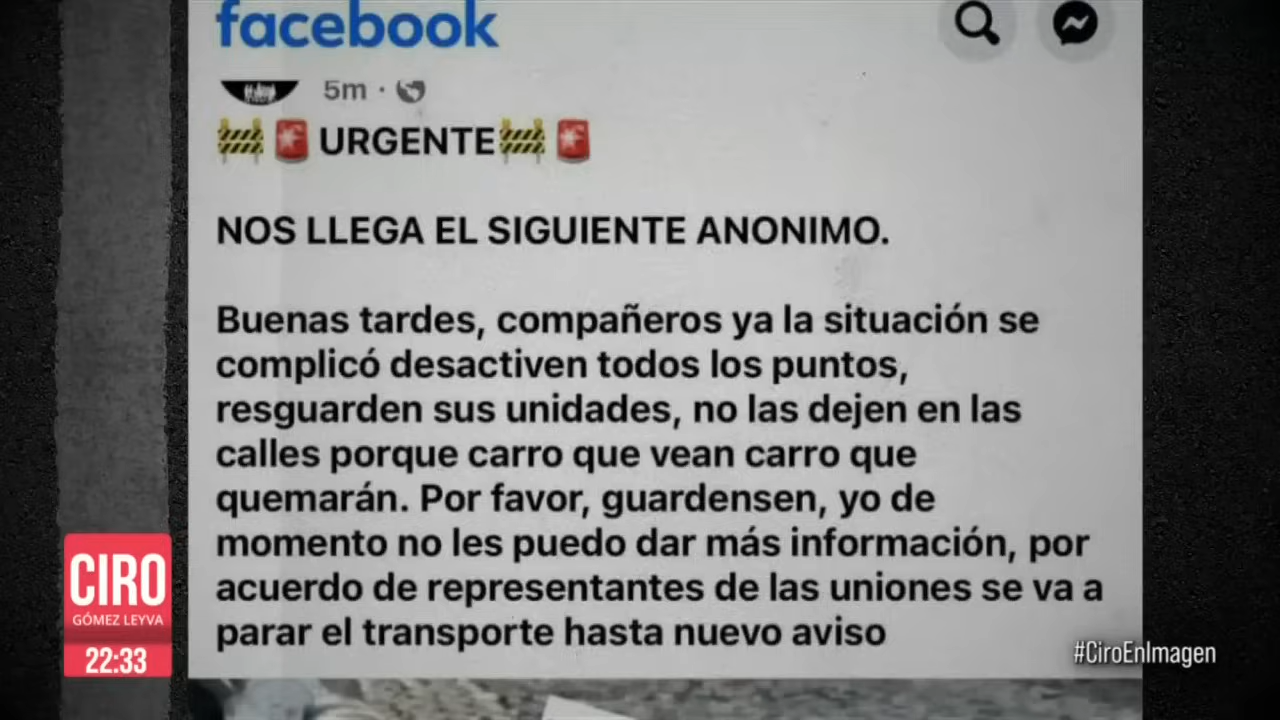 facebook
5m ·
URGENTE
NOS LLEGA EL SIGUIENTE ANONIMO.
Buenas tardes, compañeros ya la situación se
complicó desactiven todos los puntos,
resguarden sus unidades, no las dejen en las
calles porque carro que vean carro que
quemarán. Por favor, guardensen, yo de
momento no les puedo dar más información, por
acuerdo de representantes de las uniones se va a
parar el transporte hasta nuevo aviso
CIRO
GÓMEZ LEYVA
22:33
#CiroEnImagen